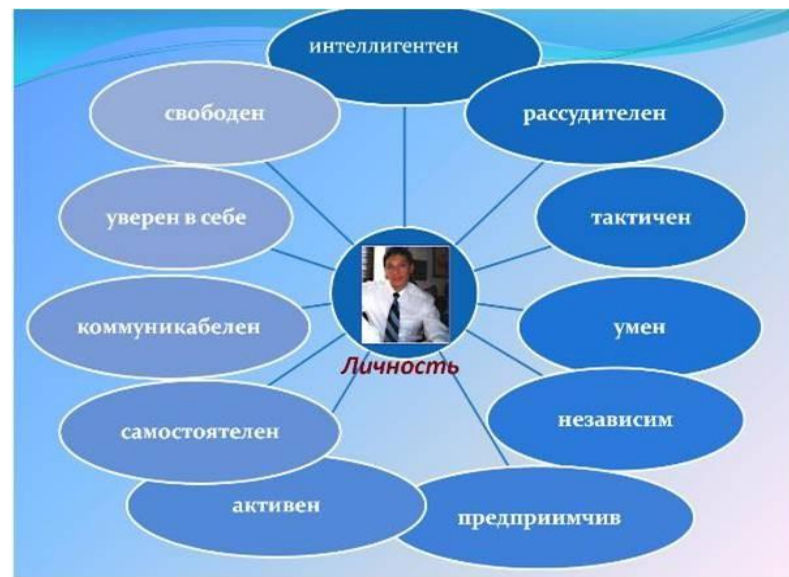 интеллигентен
свободен
рассудителен
уверен в себе
тактичен
коммуникабелен
умен
Личность
самостоятелен
независим
активен
предприимчив